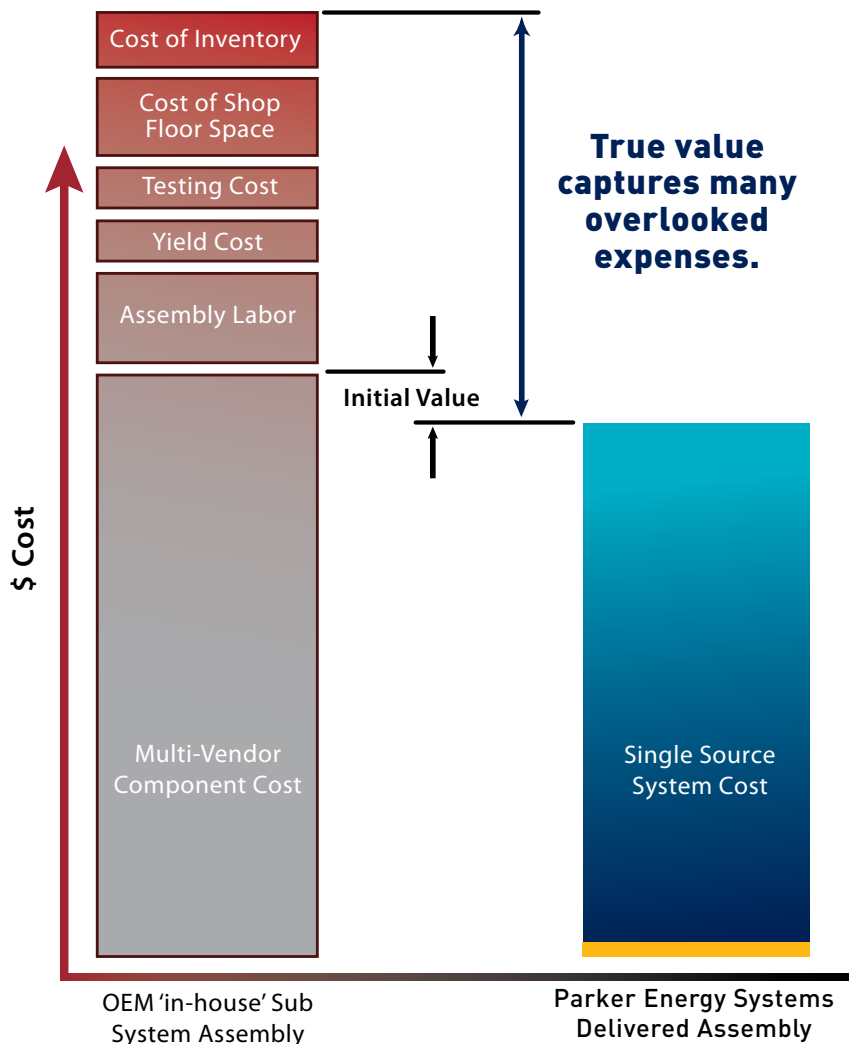 Cost of Inventory
Cost of Shop
Floor Space
Testing Cost
Yield Cost
Assembly Labor
Multi-Vendor
Component Cost
$ Cost
Initial Value
True value
captures many
overlooked
expenses.
Single Source
System Cost
OEM 'in-house' Sub
System Assembly
Parker Energy Systems
Delivered Assembly